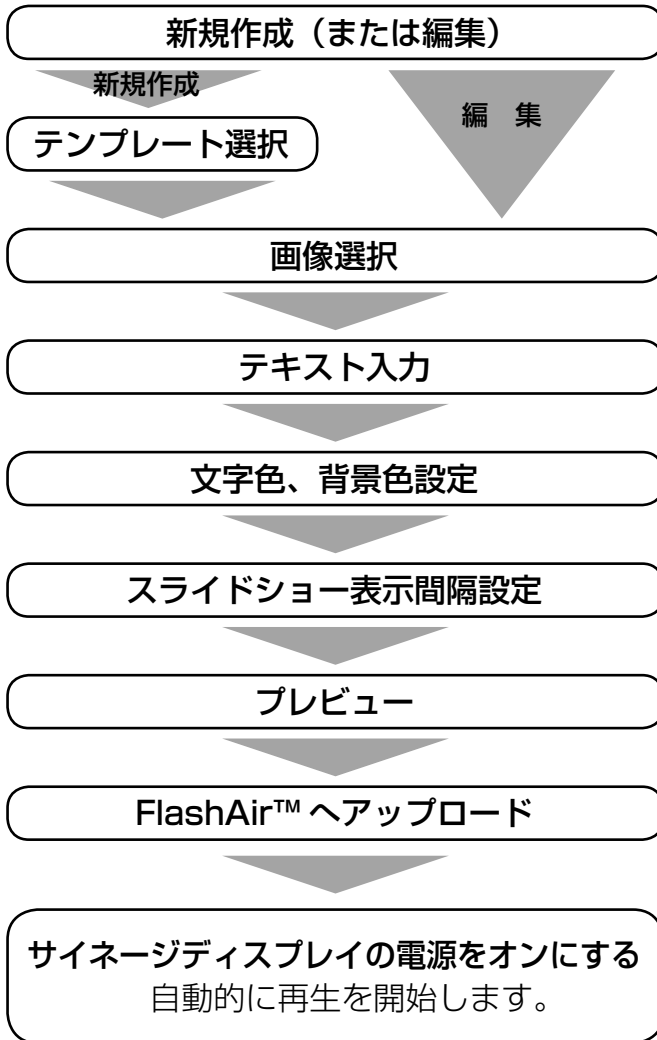 新規作成（または編集）
新規作成
編　集
テンプレート選択
画像選択
テキスト入力
文字色、背景色設定
スライドショー表示間隔設定
プレビュー
FlashAir™ へアップロード
サイネージディスプレイの電源をオンにする
自動的に再生を開始します。